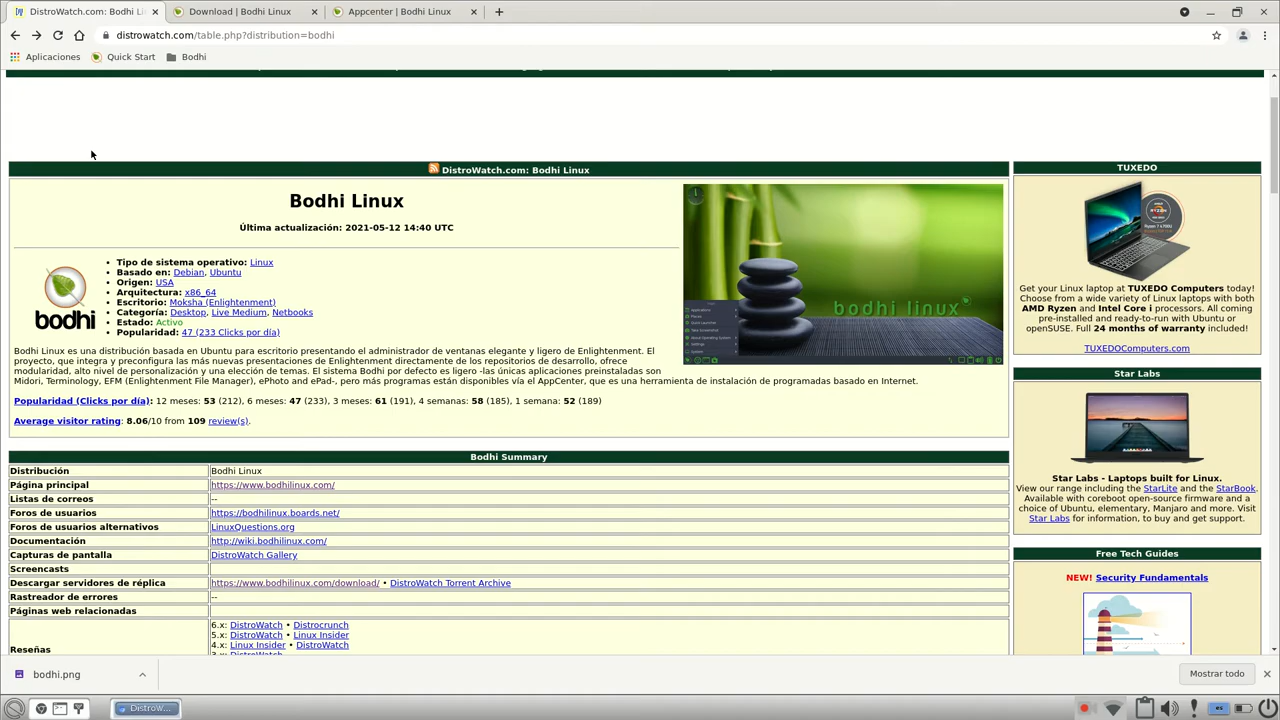 DistroWatch.com: Bodhi Li
Download | Bodhi Linux
Appcenter | Bodhi Linux
distrowatch.com/table.php?distribution=bodhi
Aplicaciones
Quick Start
Bodhi
DistroWatch.com: Bodhi Linux
Bodhi Linux
Última actualización: 2021-05-12 14:40 UTC
bodhi
• Tipo de sistema operativo: Linux
• Basado en: Debian, Ubuntu
• Origen: USA
• Arquitectura: x86_64
• Escritorio: Moksha (Enlightenment)
• Categoría: Desktop, Live Medium, Netbooks
• Estado: Activo
• Popularidad: 47 (233 Clicks por día)
bodhi linux
Bodhi Linux es una distribución basada en Ubuntu para escritorio presentando el administrador de ventanas elegante y ligero de Enlightenment. El
proyecto, que integra y preconfigura las más nuevas presentaciones de Enlightenment directamente de los repositorios de desarrollo, ofrece
modularidad, alto nivel de personalización y una elección de temas. El sistema Bodhi por defecto es ligero -las únicas aplicaciones preinstaladas son
Midori, Terminology, EFM (Enlightenment File Manager), ePhoto and ePad-, pero más programas están disponibles vía el AppCenter, que es una herramienta de instalación de programadas basado en Internet.
Popularidad (Clicks por día): 12 meses: 53 (212), 6 meses: 47 (233), 3 meses: 61 (191), 4 semanas: 58 (185), 1 semana: 52 (189)
Average visitor rating: 8.06/10 from 109 review(s).
Bodhi Summary
Distribución Bodhi Linux
Página principal https://www.bodhilinux.com/
Listas de correos --
Foros de usuarios https://bodhilinux.boards.net/
Foros de usuarios alternativos LinuxQuestions.org
Documentación http://wiki.bodhilinux.com/
Capturas de pantalla DistroWatch Gallery
Screencasts
Descargar servidores de réplica https://www.bodhilinux.com/download/ • DistroWatch Torrent Archive
Rastreador de errores --
Páginas web relacionadas
6.x: DistroWatch • Distrocrunch
5.x: DistroWatch • Linux Insider
4.x: Linux Insider • DistroWatch
Reseñas
TUXEDO
Get your Linux laptop at TUXEDO Computers today!
Choose from a wide variety of Linux laptops with both
AMD Ryzen and Intel Core i processors. All coming
pre-installed and ready-to-run with Ubuntu or
openSUSE. Full 24 months of warranty included!
TUXEDOComputers.com
Star Labs
Star Labs - Laptops built for Linux.
View our range including the StarLite and the StarBook.
Available with coreboot open-source firmware and a
choice of Ubuntu, elementary, Manjaro and more. Visit
Star Labs for information, to buy and get support.
Free Tech Guides
NEW! Security Fundamentals
bodhi.png
Mostrar todo
DistroW...
es